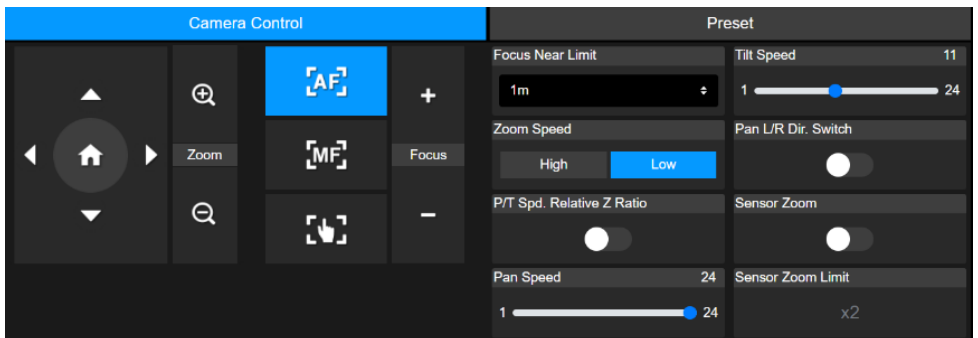 Camera Control
Preset
Zoom
AF
MF
Focus
Focus Near Limit
1m
Tilt Speed 11
1 24
Zoom Speed
High Low
Pan L/R Dir. Switch
P/T Spd. Relative Z Ratio
Sensor Zoom
Pan Speed 24
1 24
Sensor Zoom Limit
x2